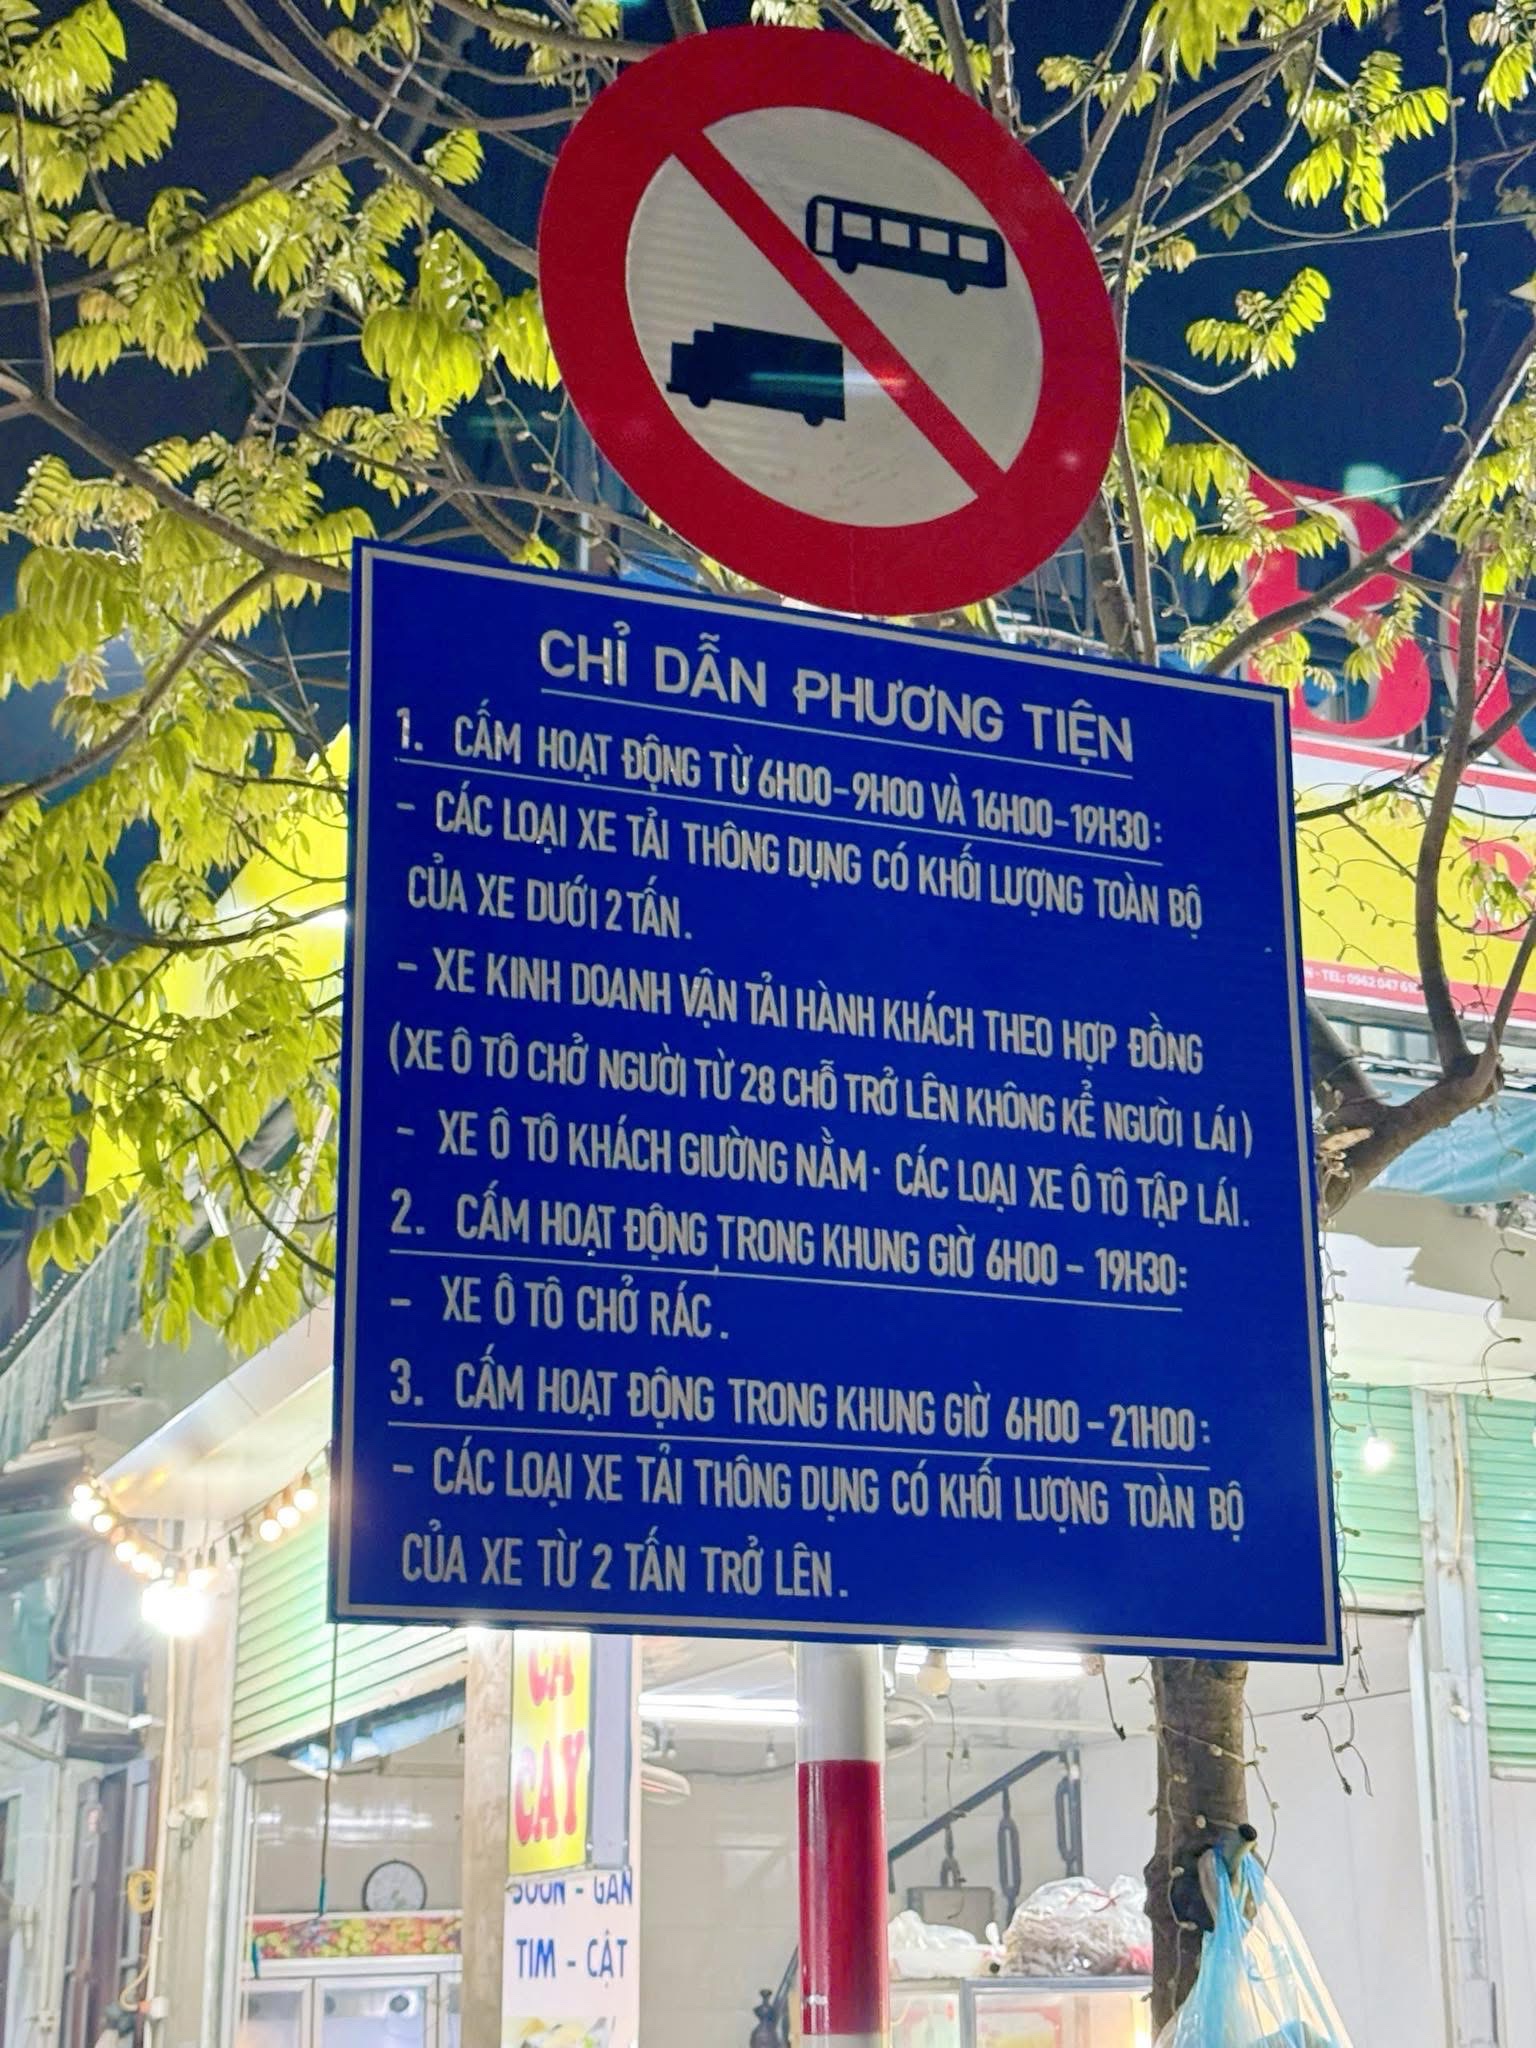 CHỈ DẪN PHƯƠNG TIỆN
1. CẤM HOẠT ĐỘNG TỪ 6H00-9H00 VÀ 16H00-19H30:
- CÁC LOẠI XE TẢI THÔNG DỤNG CÓ KHỐI LƯỢNG TOÀN BỘ
CỦA XE DƯỚI 2 TẤN.
- XE KINH DOANH VẬN TẢI HÀNH KHÁCH THEO HỢP ĐỒNG
(XE Ô TÔ CHỞ NGƯỜI TỪ 28 CHỖ TRỞ LÊN KHÔNG KỂ NGƯỜI LÁI)
- XE Ô TÔ KHÁCH GIƯỜNG NẰM. CÁC LOẠI XE Ô TÔ TẬP LÁI.
2. CẤM HOẠT ĐỘNG TRONG KHUNG GIỜ 6H00 - 19H30:
- XE Ô TÔ CHỞ RÁC.
3. CẤM HOẠT ĐỘNG TRONG KHUNG GIỜ 6H00 - 21H00:
- CÁC LOẠI XE TẢI THÔNG DỤNG CÓ KHỐI LƯỢNG TOÀN BỘ
CỦA XE TỪ 2 TẤN TRỞ LÊN.
CAY
TIM - CẬT